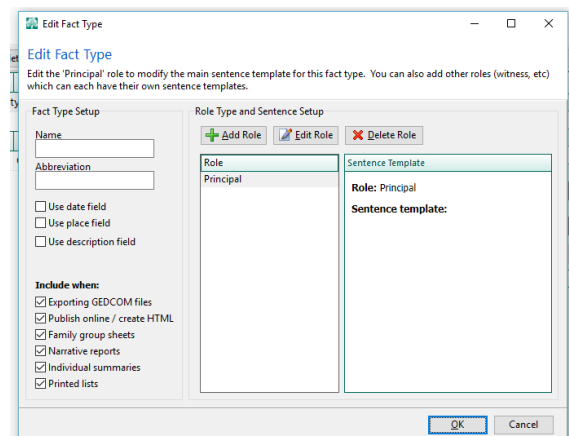 Edit Fact Type
Edit Fact Type
Edit the 'Principal' role to modify the main sentence template for this fact type.  You can also add other roles (witness, etc)
which can each have their own sentence templates.
Fact Type Setup
Name
Abbreviation
Use date field
Use place field
Use description field
Include when:
Exporting GEDCOM files
Publish online / create HTML
Family group sheets
Narrative reports
Individual summaries
Printed lists
Role Type and Sentence Setup
Add Role
Edit Role
Delete Role
Role
Principal
Sentence Template
Role: Principal
Sentence template:
OK
Cancel